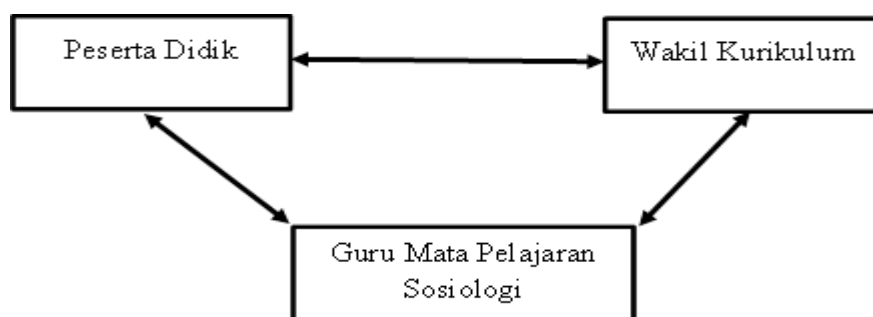 Peserta Didik
Wakil Kurikulum
Guru Mata Pelajaran
Sosiologi